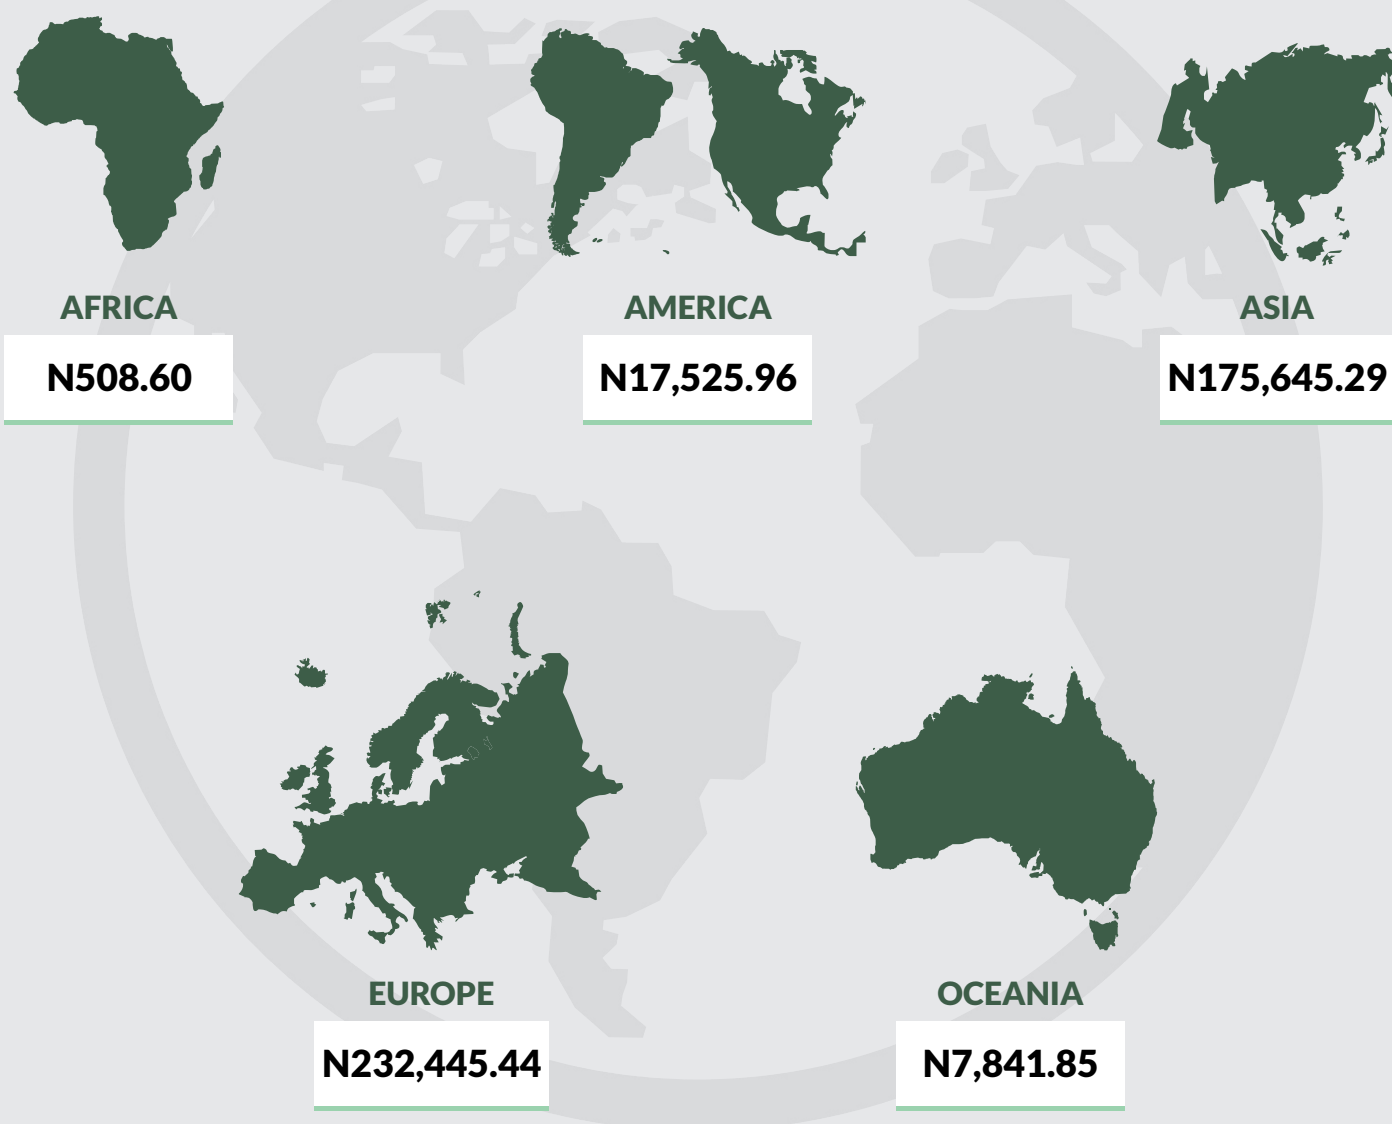 AFRICA
N508.60
AMERICA
N17,525.96
ASIA
N175,645.29
EUROPE
N232,445.44
OCEANIA
N7,841.85